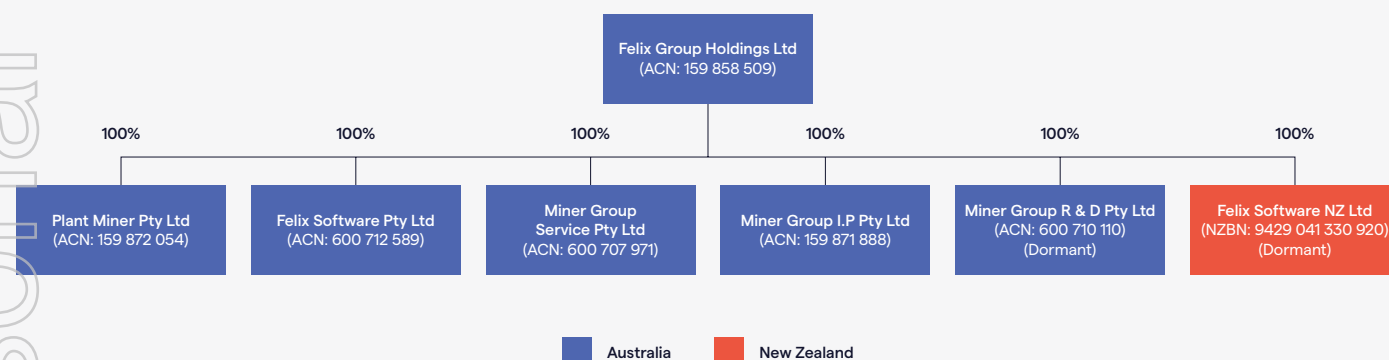 Felix Group Holdings Ltd
(ACN: 159 858 509)
100%
100%
100%
100%
100%
100%
Plant Miner Pty Ltd
(ACN: 159 872 054)
Felix Software Pty Ltd
(ACN: 600 712 589)
Miner Group
Service Pty Ltd
(ACN: 600 707 971)
Miner Group I.P Pty Ltd
(ACN: 159 871 888)
Miner Group R & D Pty Ltd
(ACN: 600 710 110)
(Dormant)
Felix Software NZ Ltd
(NZBN: 9429 041 330 920)
(Dormant)
Australia
New Zealand